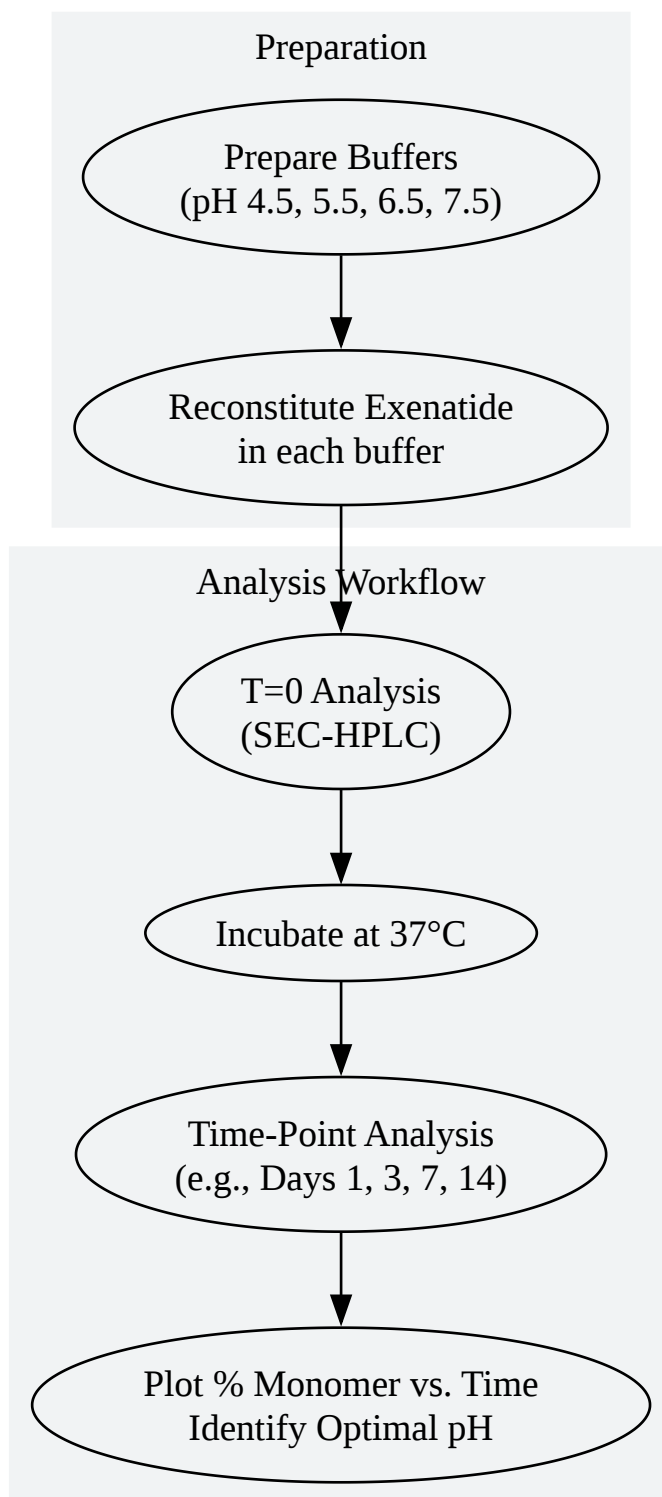 Preparation
Prepare Buffers
(pH 4.5, 5.5, 6.5, 7.5)
Reconstitute Exenatide
in each buffer
Analysis Workflow
T=0 Analysis
(SEC-HPLC)
Incubate at 37°C
Time-Point Analysis
(e.g., Days 1, 3, 7, 14)
Plot % Monomer vs. Time
Identify Optimal pH